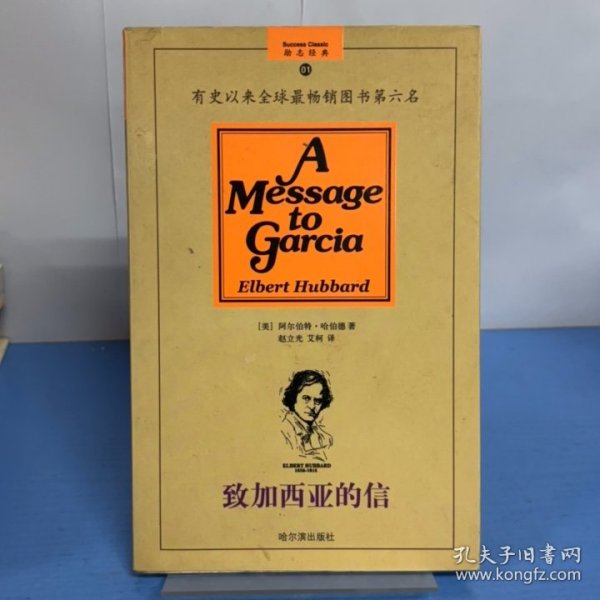 Success Classic
励志经典
01
有史以来全球最畅销图书第六名
A
Message
to
Garcia
Elbert Hubbard
[美] 阿尔伯特·哈伯德 著
赵立光 艾柯 译
ELBERT HUBBARD
1856-1915
致加西亚的信
哈尔滨出版社
孔夫子旧书网
www.kongfz.com